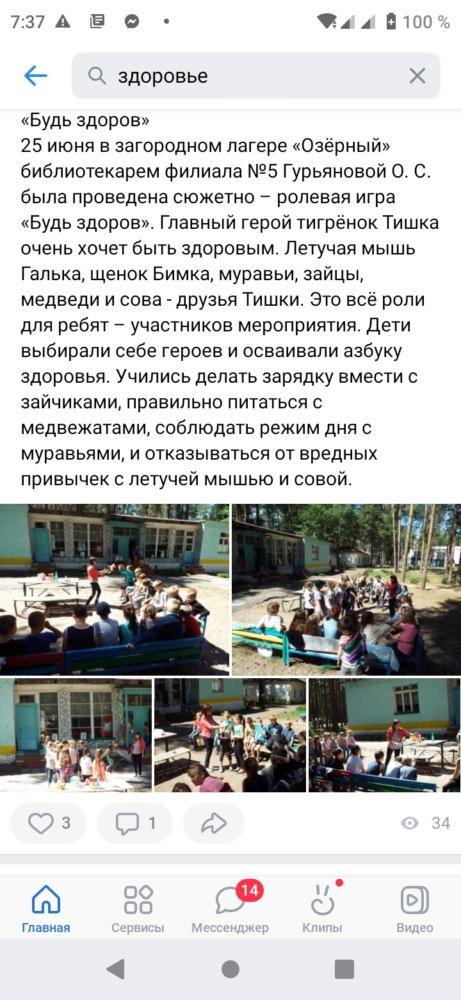 7:37
100 %
здоровье
«Будь здоров»
25 июня в загородном лагере «Озёрный»
библиотекарем филиала №5 Гурьяновой О. С.
была проведена сюжетно – ролевая игра
«Будь здоров». Главный герой тигрёнок Тишка
очень хочет быть здоровым. Летучая мышь
Галька, щенок Бимка, муравьи, зайцы,
медведи и сова - друзья Тишки. Это всё роли
для ребят – участников мероприятия. Дети
выбирали себе героев и осваивали азбуку
здоровья. Учились делать зарядку вмести с
зайчиками, правильно питаться с
медвежатами, соблюдать режим дня с
муравьями, и отказываться от вредных
привычек с летучей мышью и совой.
3
1
34
14
Главная
Сервисы
Мессенджер
Клипы
Видео